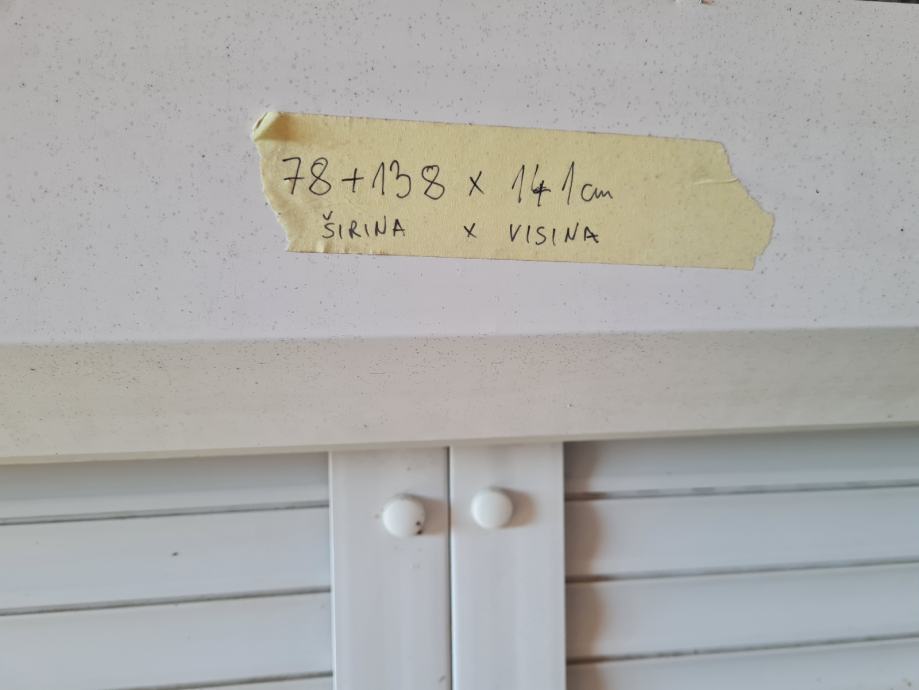 78+138 x 141cm
ŠIRINA x VISINA